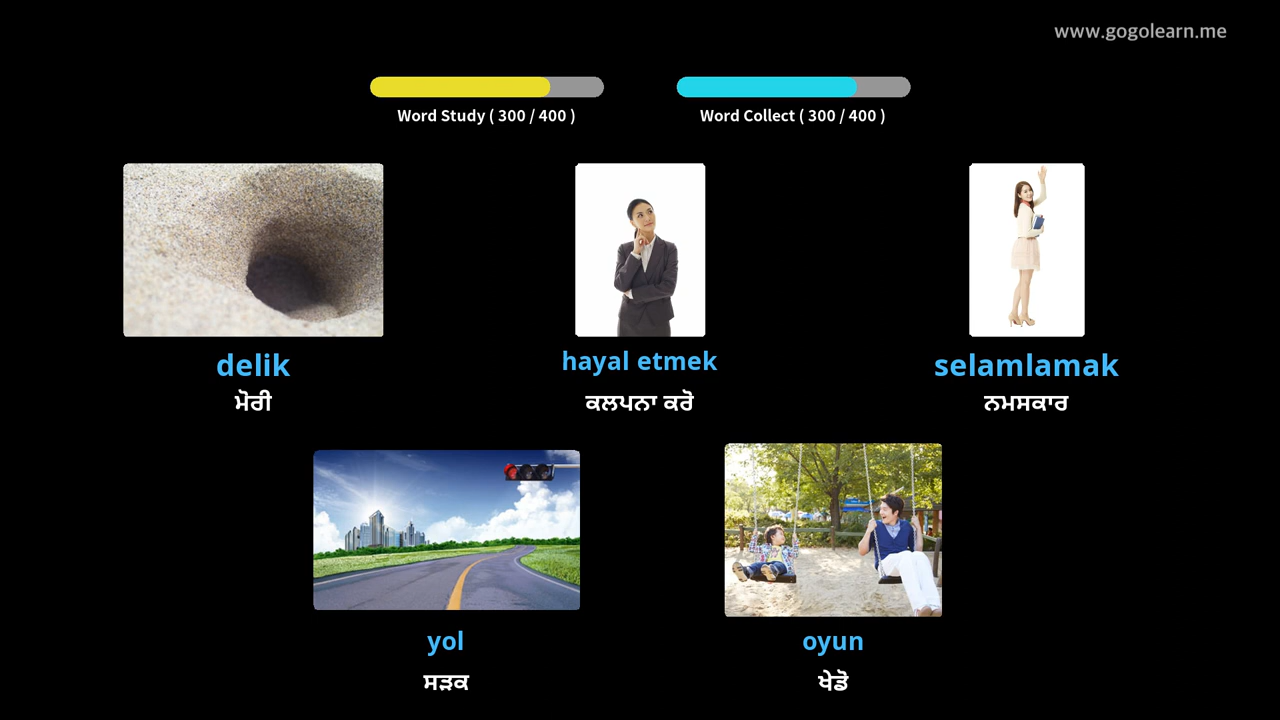 www.gogolearn.me
Word Study ( 300 / 400 )
Word Collect ( 300 / 400 )
delik
ਮੋਰੀ
hayal etmek
ਕਲਪਨਾ ਕਰੋ
selamlamak
ਨਮਸਕਾਰ
yol
ਸੜਕ
oyun
ਖੇਡੋ